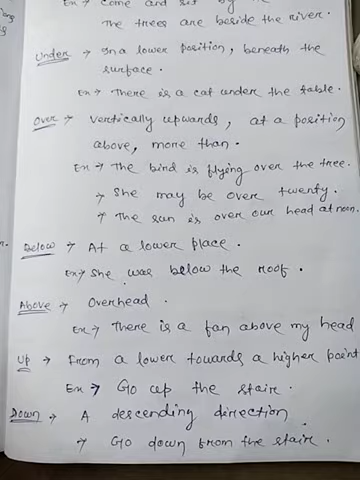 Ex → Come and sit by
The trees are beside the river.
Under → In a lower position, beneath the
surface.
Ex → There is a cat under the table.
Over → Vertically upwards, at a position
above, more than.
Ex → The bird is flying over the tree.
→ She may be over twenty.
→ The sun is over our head at noon.
Below → At a lower place.
Ex → She was below the roof.
Above → Overhead.
Ex → There is a fan above my head
Up → From a lower towards a higher point
Ex → Go up the stair.
Down → A descending direction
→ Go down from the stair.